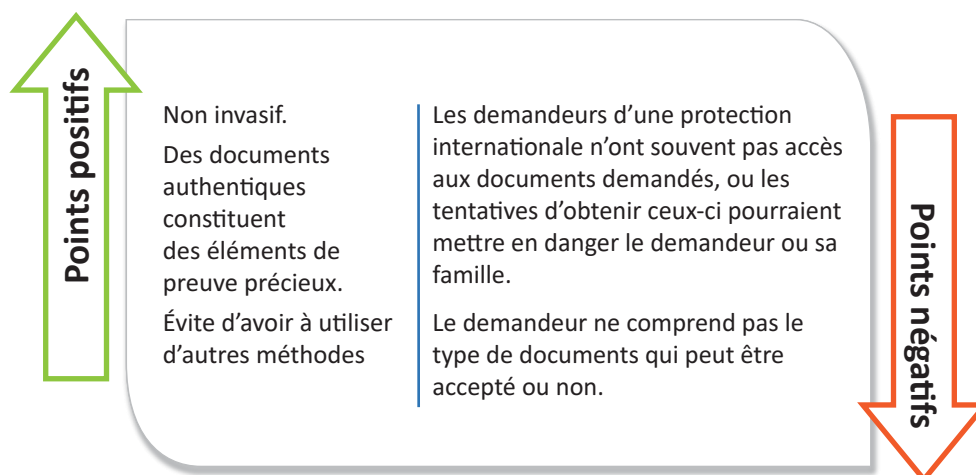 Points positifs
Non invasif.
Des documents
authentiques
constituent
des éléments de
preuve précieux.
Évite d'avoir à utiliser
d'autres méthodes
Les demandeurs d'une protection
internationale n'ont souvent pas accès
aux documents demandés, ou les
tentatives d'obtenir ceux-ci pourraient
mettre en danger le demandeur ou sa
famille.
Le demandeur ne comprend pas le
type de documents qui peut être
accepté ou non.
Points négatifs